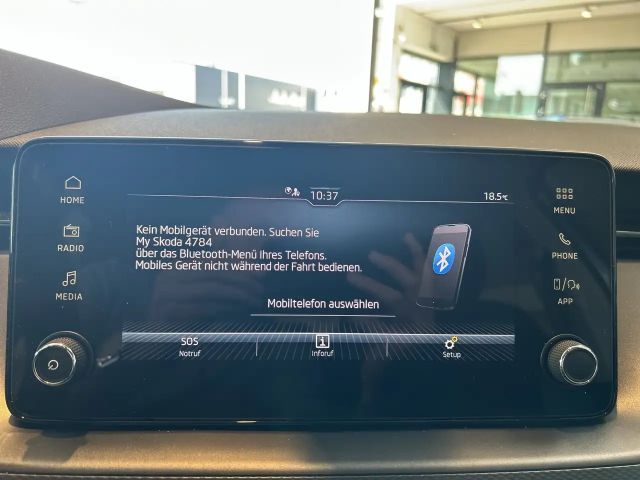 HOME
RADIO
MEDIA
10:37
18.5°C
Kein Mobilgerät verbunden. Suchen Sie
My Skoda 4784
über das Bluetooth-Menü Ihres Telefons.
Mobiles Gerät nicht während der Fahrt bedienen.
Mobiltelefon auswählen
SOS
Notruf
i
Inforuf
Setup
MENU
PHONE
APP